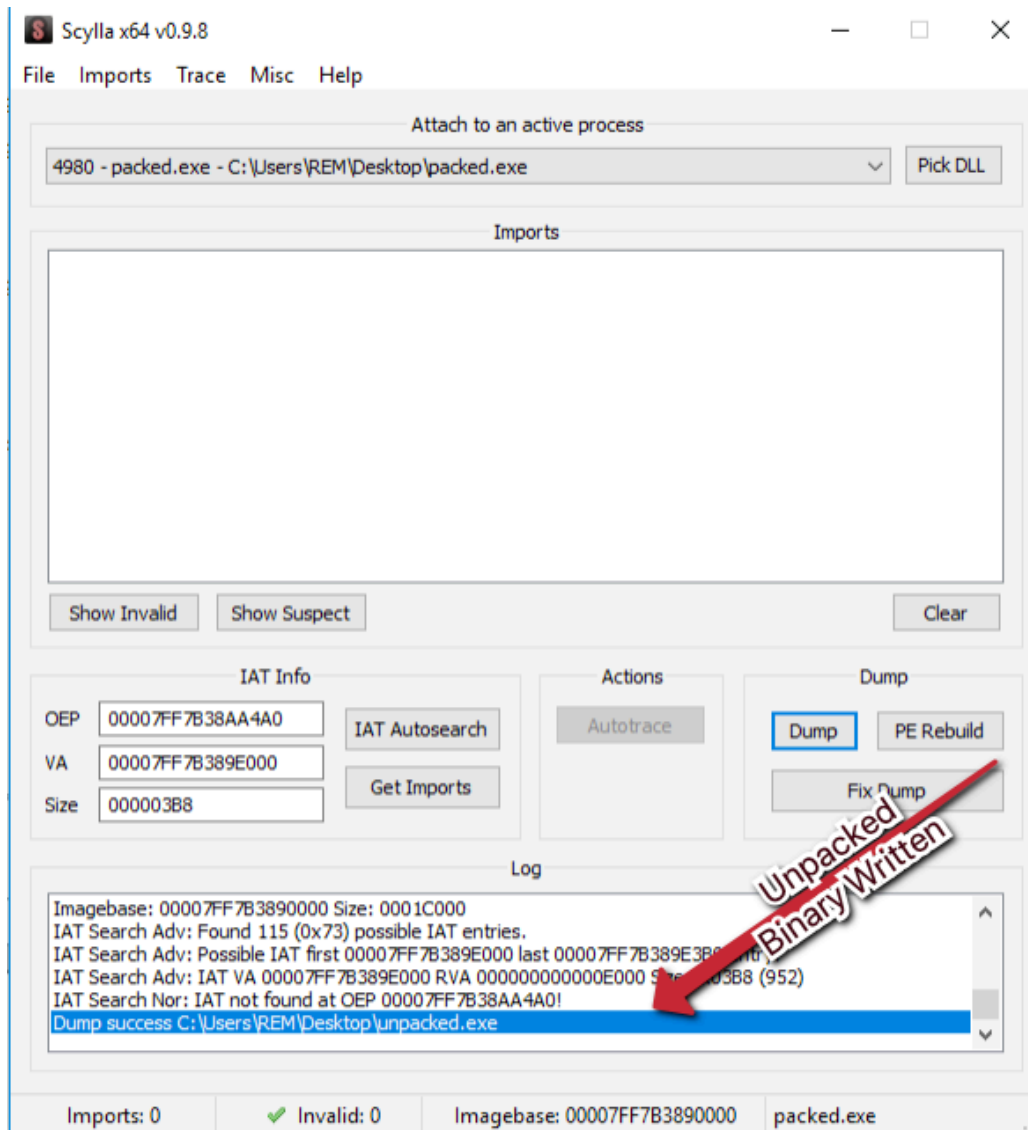 Scylla x64 v0.9.8
File Imports Trace Misc Help
Attach to an active process
4980 - packed.exe - C:\Users\REM\Desktop\packed.exe
Pick DLL
Imports
Show Invalid Show Suspect Clear
IAT Info Actions Dump
OEP 00007FF7B38AA4A0 IAT Autosearch Autotrace Dump PE Rebuild
VA 00007FF7B389E000
Get Imports Fix Dump
Size 000003B8
Unpacked
Binary Written
Log
Imagebase: 00007FF7B3890000 Size: 0001C000
IAT Search Adv: Found 115 (0x73) possible IAT entries.
IAT Search Adv: Possible IAT first 00007FF7B389E000 last
IAT Search Adv: IAT VA 00007FF7B389E000 RVA 000000000000E000 (952)
IAT Search Nor: IAT not found at OEP 00007FF7B38AA4A0!
Dump success C:\Users\REM\Desktop\unpacked.exe
Imports: 0 Invalid: 0 Imagebase: 00007FF7B3890000 packed.exe